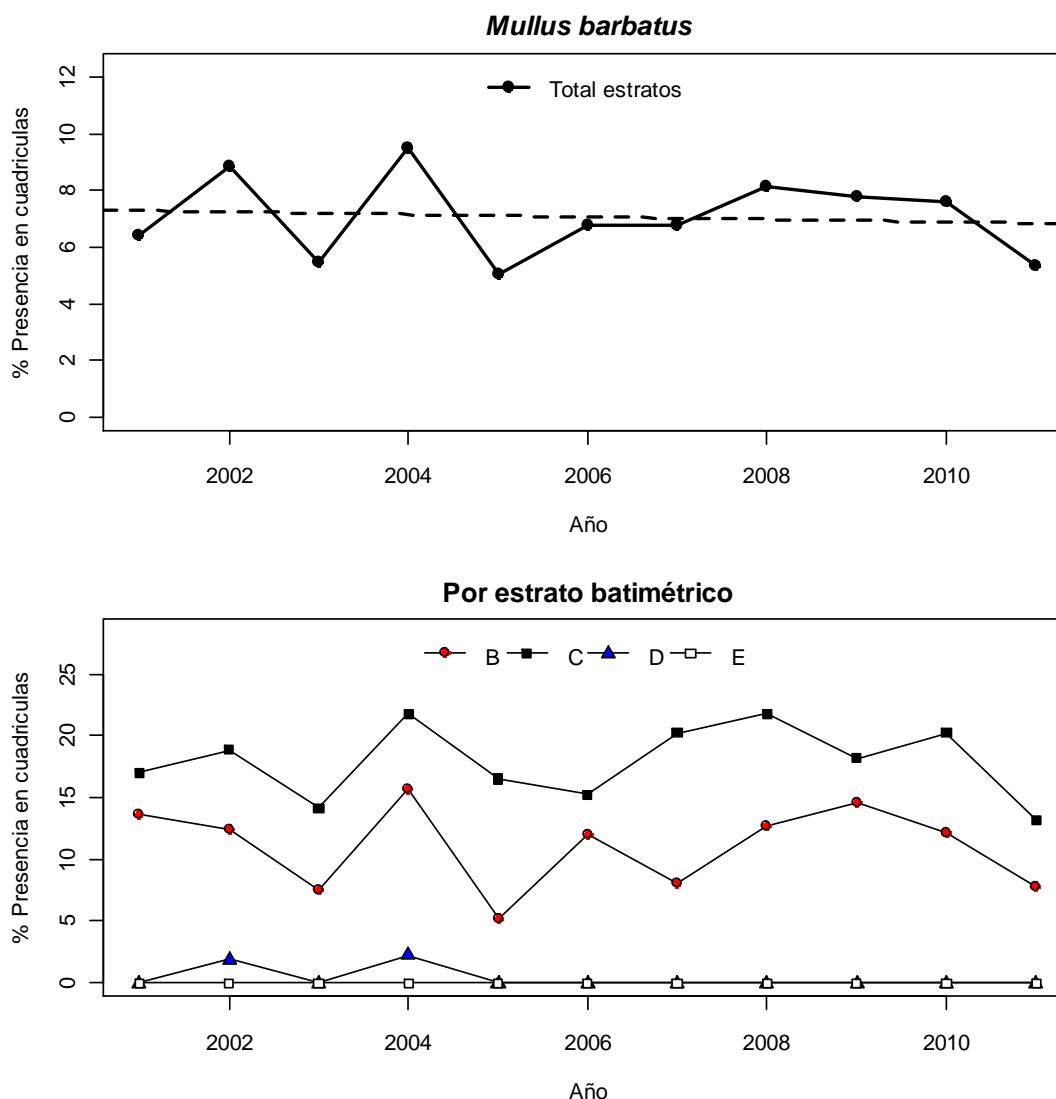 Mullus barbatus
Total estratos
% Presencia en cuadriculas
12
10
8
6
4
2
0
2002 2004 2006 2008 2010
Año
Por estrato batimétrico
B C D E
% Presencia en cuadriculas
25
20
15
10
5
0
2002 2004 2006 2008 2010
Año